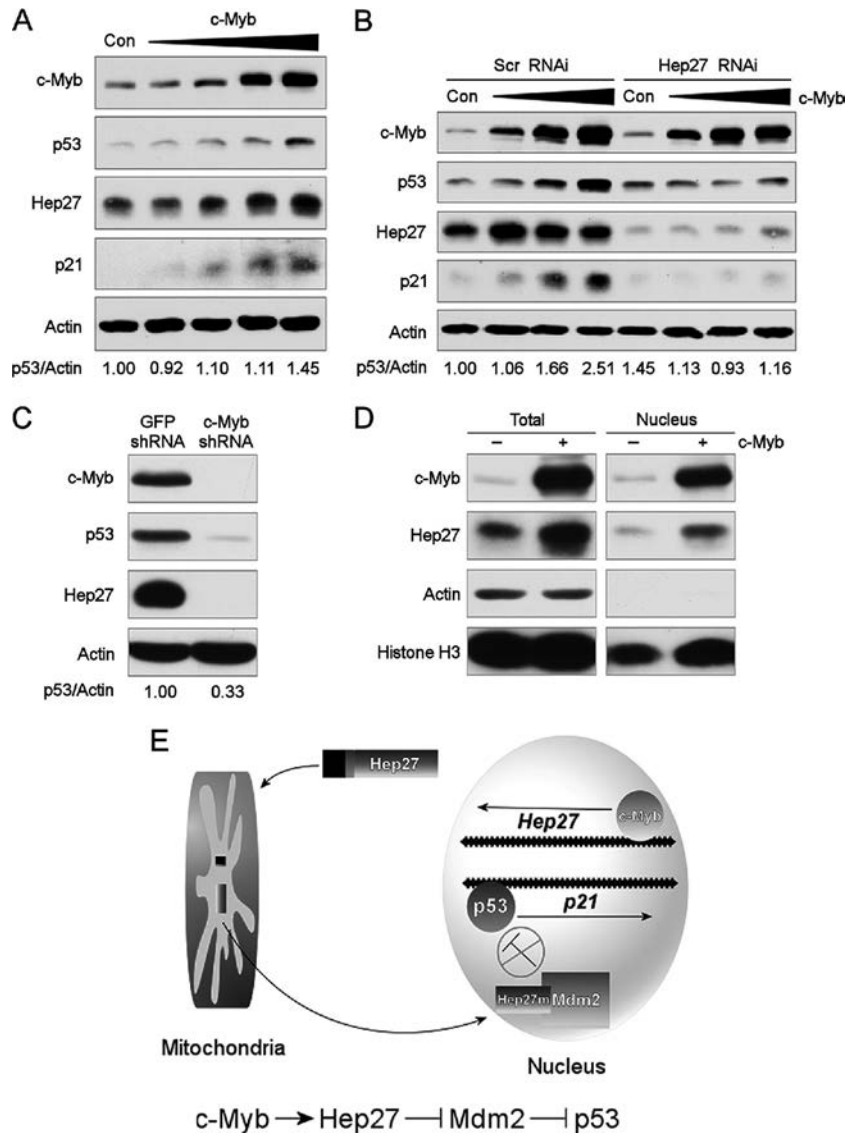 A
c-Myb
Con
c-Myb
p53
Hep27
p21
Actin
p53/Actin 1.00 0.92 1.10 1.11 1.45
B
Scr RNAi Hep27 RNAi
Con Con c-Myb
c-Myb
p53
Hep27
p21
Actin
p53/Actin 1.00 1.06 1.66 2.51 1.45 1.13 0.93 1.16
C
GFP shRNA c-Myb shRNA
c-Myb
p53
Hep27
Actin
p53/Actin 1.00 0.33
D
Total Nucleus
– + – + c-Myb
c-Myb
Hep27
Actin
Histone H3
E
Hep27
c-Myb
Hep27
p53
p21
Hep27m Mdm2
Mitochondria
Nucleus
c-Myb Hep27 Mdm2 p53